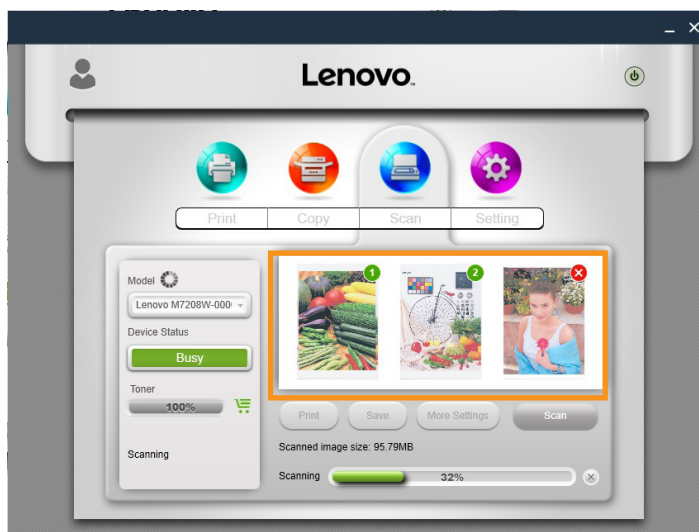 Lenovo
Print
Copy
Scan
Setting
Model
Lenovo M7208W-000
Device Status
Busy
Toner
100%
Scanning
1
2
Print
Save
More Settings
Scan
Scanned image size: 95.79MB
Scanning
32%